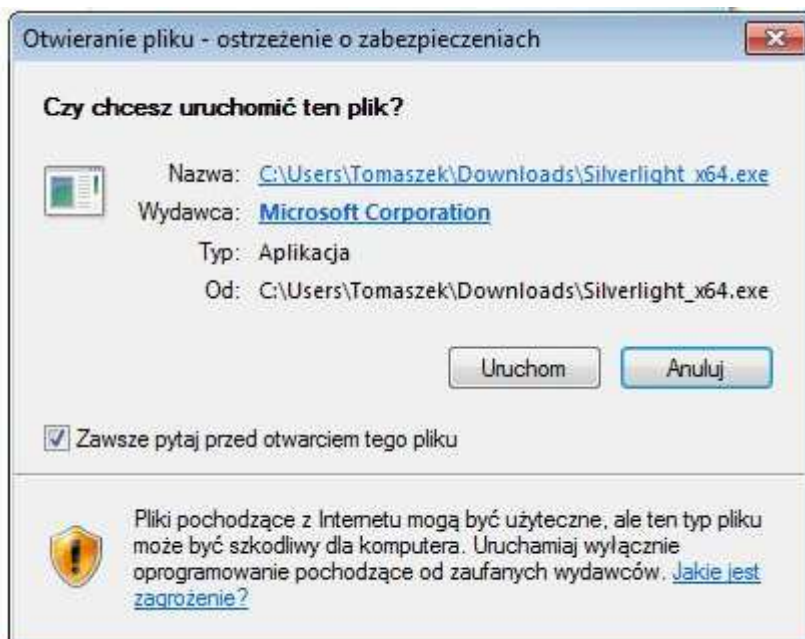 Otwieranie pliku - ostrzeżenie o zabezpieczeniach
Czy chcesz uruchomić ten plik?
Nazwa: C:\Users\Tomaszek\Downloads\Silverlight_x64.exe
Wydawca: Microsoft Corporation
Typ: Aplikacja
Od: C:\Users\Tomaszek\Downloads\Silverlight_x64.exe
Uruchom Anuluj
Zawsze pytaj przed otwarciem tego pliku
Pliki pochodzące z Internetu mogą być użyteczne, ale ten typ pliku
może być szkodliwy dla komputera. Uruchamiaj wyłącznie
oprogramowanie pochodzące od zaufanych wydawców. Jakie jest
zagrożenie?